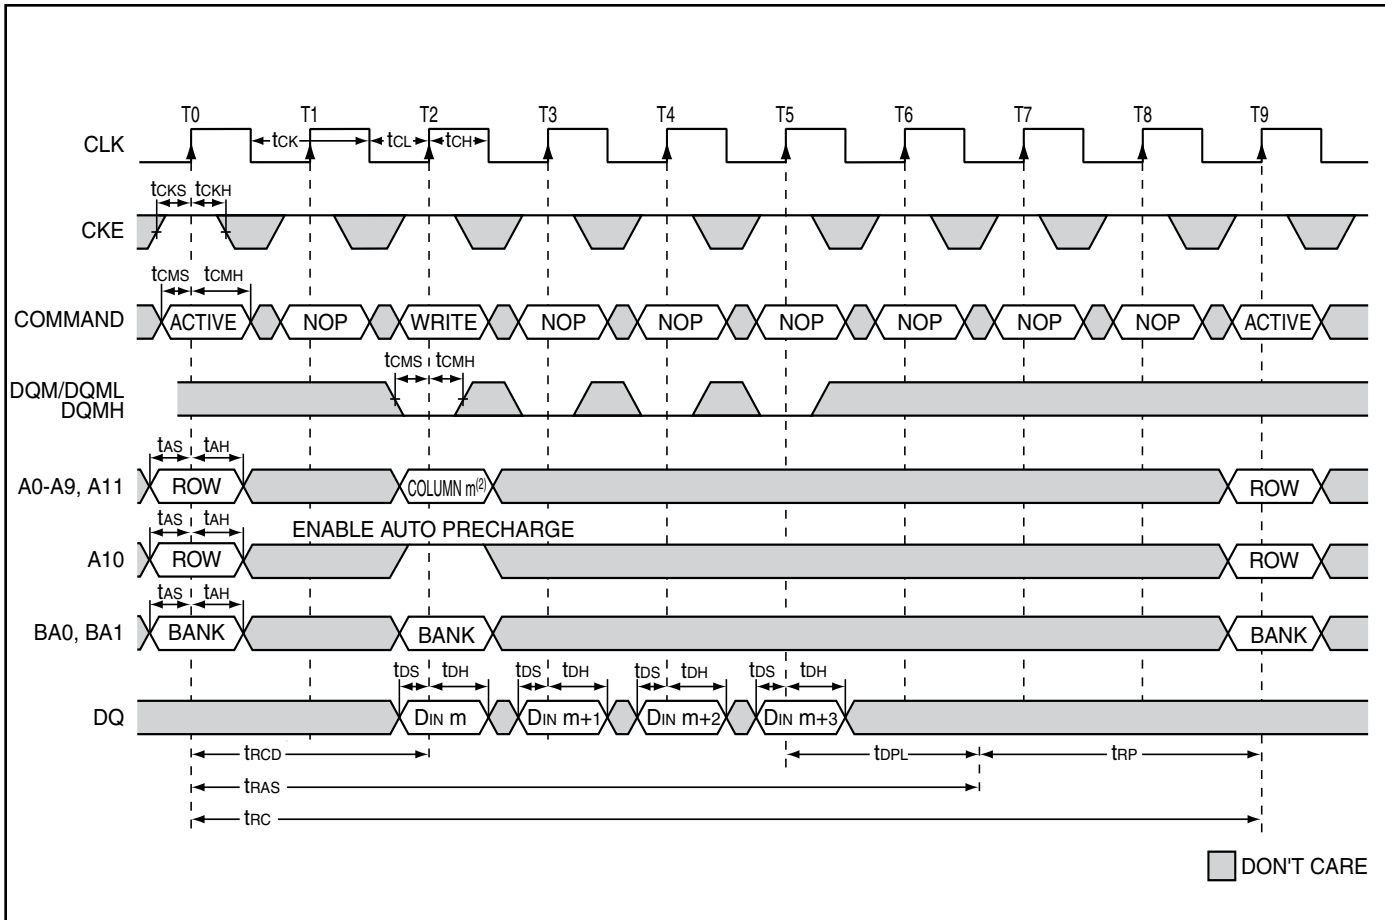 T0 T1 T2 T3 T4 T5 T6 T7 T8 T9
CLK tCK tCL tCH
tCKS tCKH
CKE
tCMS tCMH
COMMAND ACTIVE NOP WRITE NOP NOP NOP NOP NOP NOP ACTIVE
tCMS tCMH
DQM/DQML
DQMH
tAS tAH
A0-A9, A11 ROW COLUMN m(2) ROW
tAS tAH ENABLE AUTO PRECHARGE
A10 ROW ROW
tAS tAH
BA0, BA1 BANK BANK BANK
tDS tDH tDS tDH tDS tDH tDS tDH
DQ DIN m DIN m+1 DIN m+2 DIN m+3
tRCD tDPL tRP
tRAS
tRC
DON'T CARE